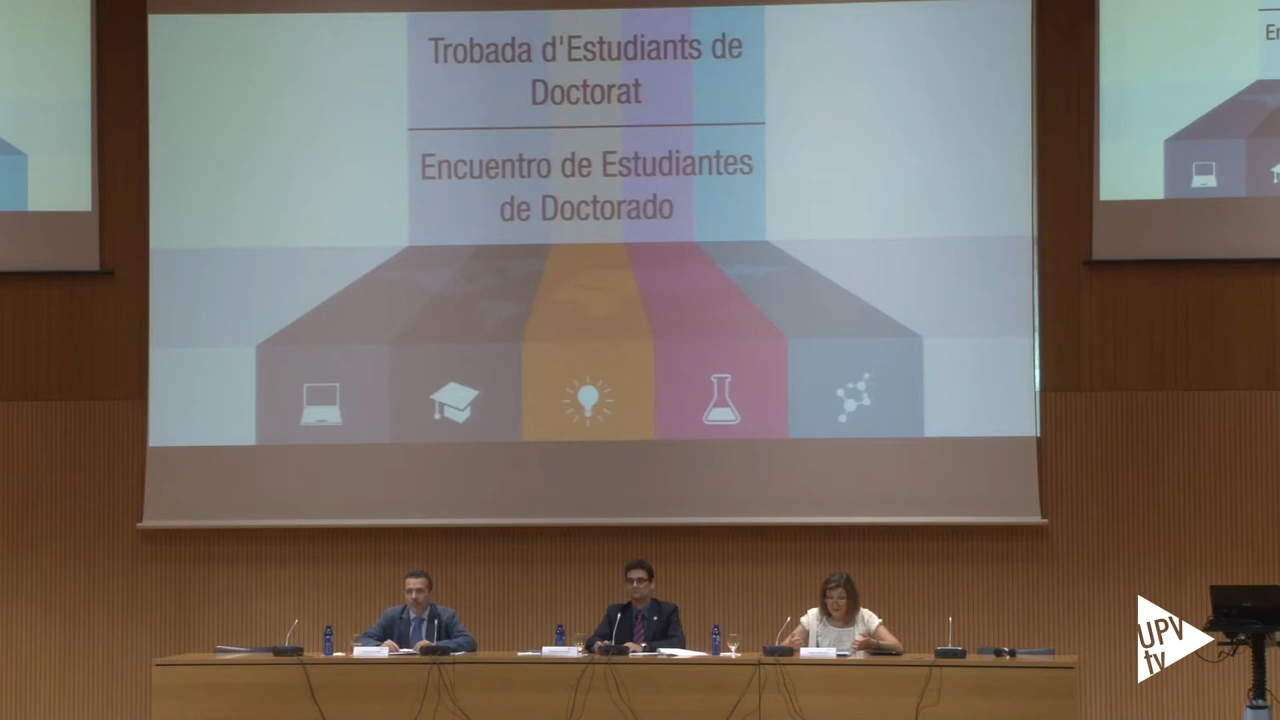 Trobada d'Estudiants de
Doctorat
Encuentro de Estudiantes
de Doctorado
UPV
tv